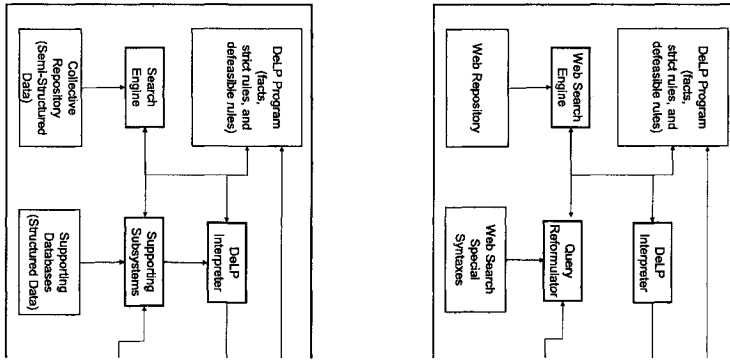 DeLP Program
(facts,
strict rules, and
defeasible rules)
DeLP
Interpreter
Web Search
Engine
Query
Reformulator
Web Repository
Web Search
Special
Syntaxes
DeLP Program
(facts,
strict rules, and
defeasible rules)
DeLP
Interpreter
Search
Engine
Supporting
Subsystems
Collective
Repository
(Semi-Structured
Data)
Supporting
Databases
(Structured Data)